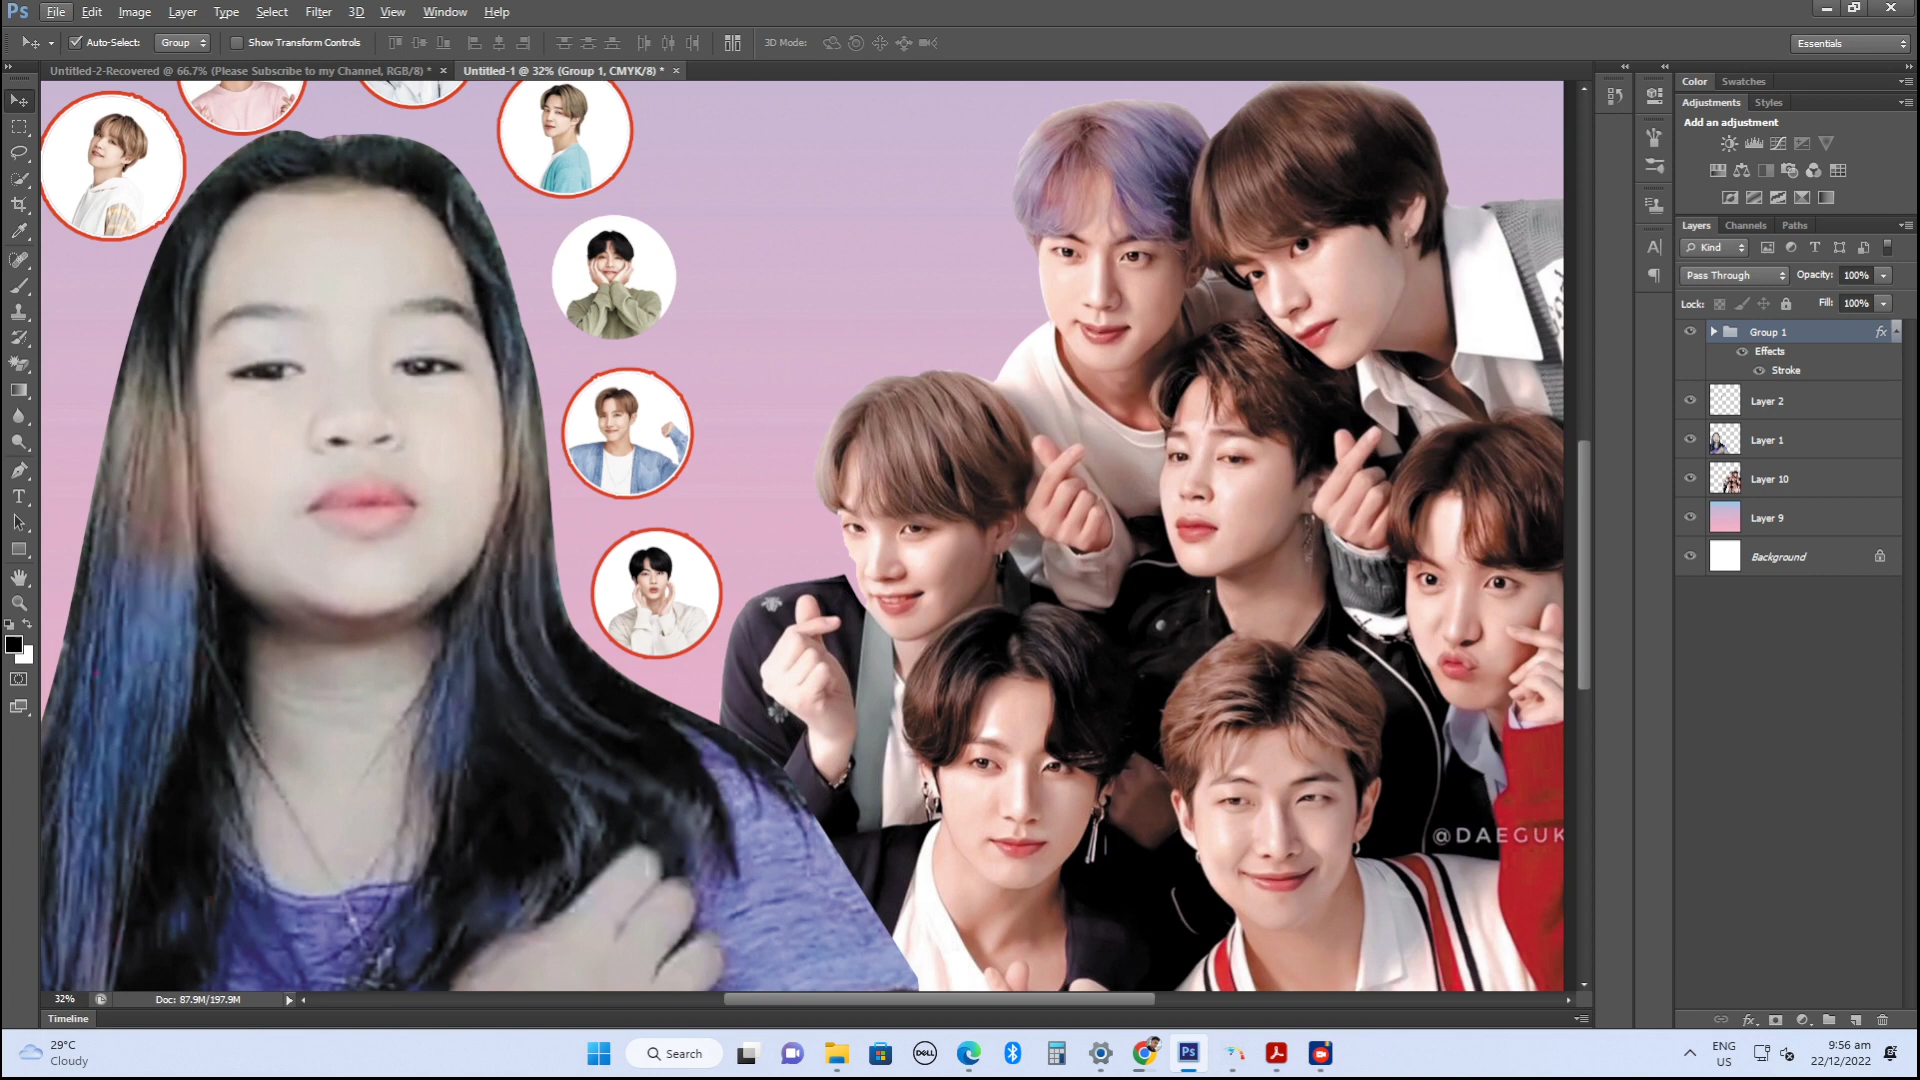 Ps File Edit Image Layer Type Select Filter 3D View Window Help
Auto-Select: Group Show Transform Controls 3D Mode: Essentials
Untitled-2-Recovered @ 66.7% (Please Subscribe to my Channel, RGB/8) * × Untitled-1 @ 32% (Group 1, CMYK/8) * ×
Color Swatches
Adjustments Styles
Add an adjustment
Layers Channels Paths
Kind
Pass Through Opacity: 100%
Lock: Fill: 100%
Group 1 fx
Effects
Stroke
Layer 2
Layer 1
Layer 10
Layer 9
Background
@DAEGUK
32% Doc: 87.9M/197.9M
Timeline
29°C
Cloudy
Search
DELL
Ps
ENG
US
9:56 am
22/12/2022